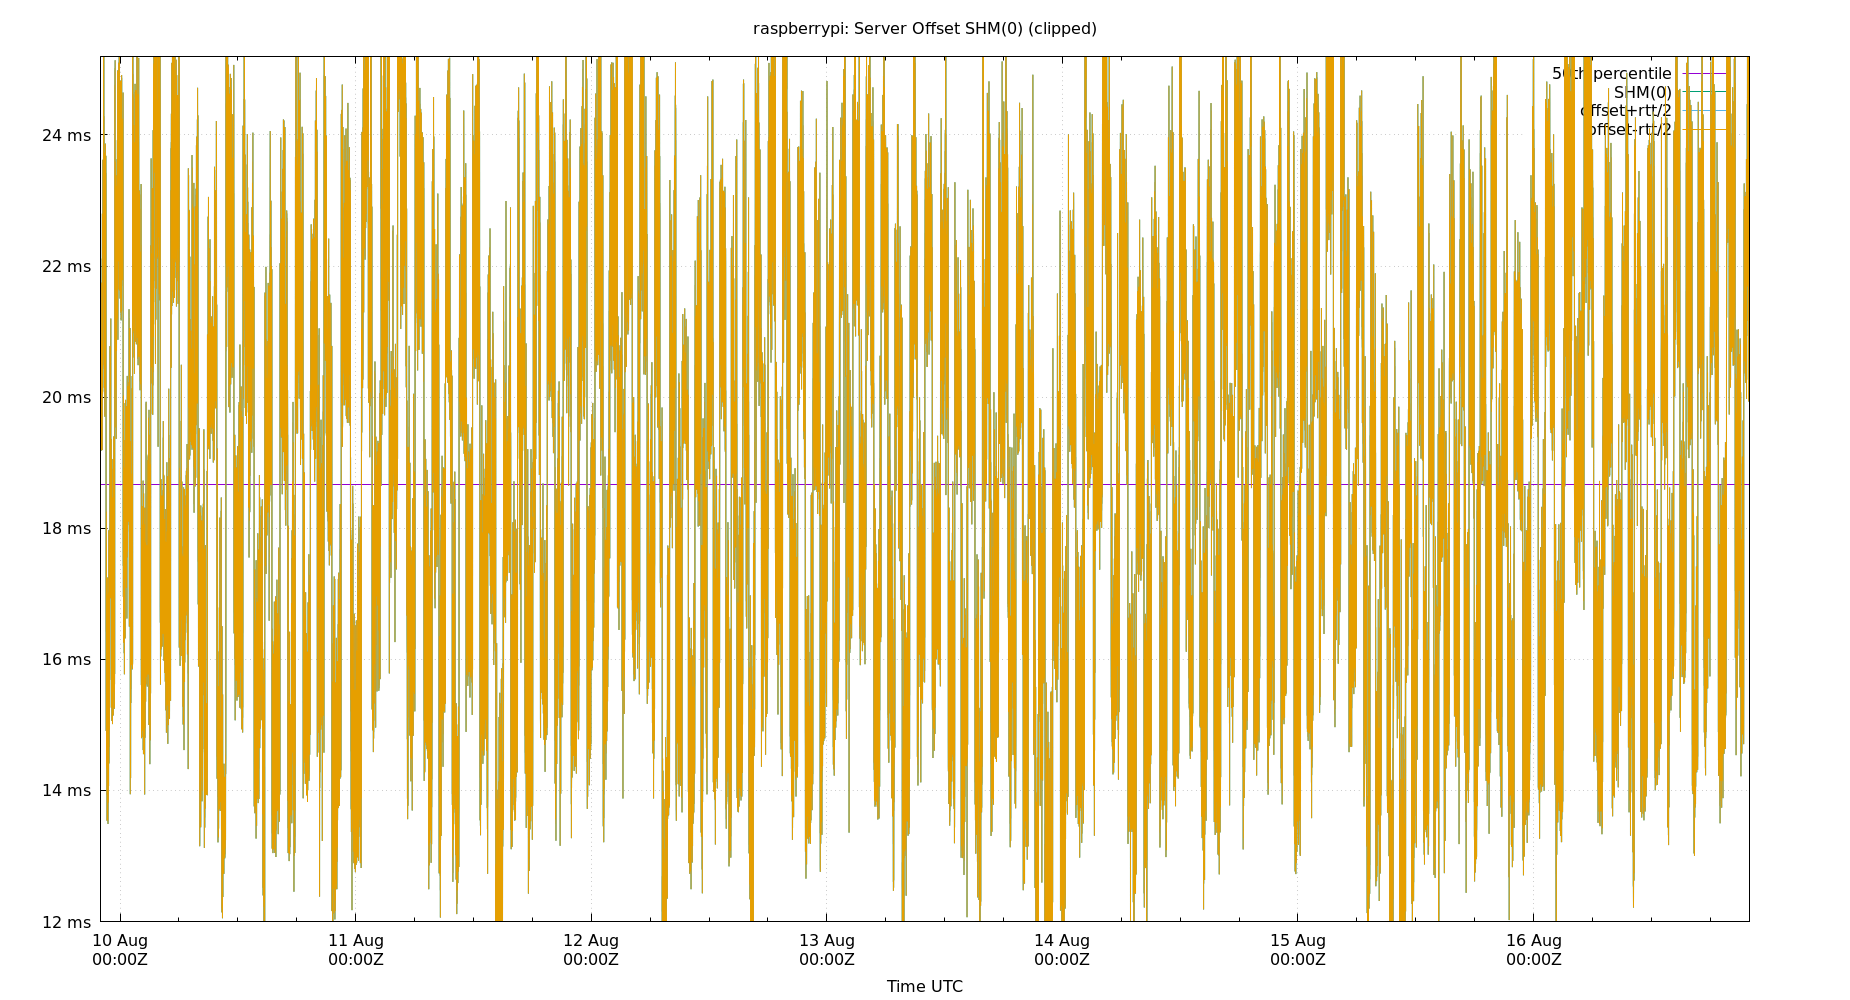 raspberrypi: Server Offset SHM(0) (clipped)
50th percentile
SHM(0)
offset+rtt/2
offset-rtt/2
24 ms
22 ms
20 ms
18 ms
16 ms
14 ms
12 ms
10 Aug 11 Aug 12 Aug 13 Aug 14 Aug 15 Aug 16 Aug
00:00Z 00:00Z 00:00Z 00:00Z 00:00Z 00:00Z 00:00Z
Time UTC